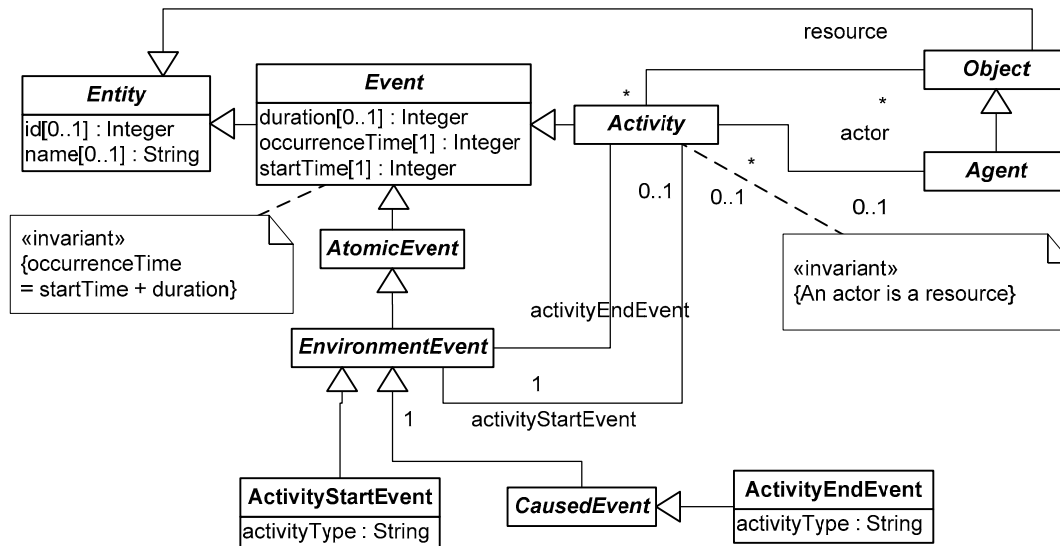 resource
Entity
id[0..1] : Integer
name[0..1] : String
Event
duration[0..1] : Integer
occurrenceTime[1] : Integer
startTime[1] : Integer
Activity
*
Object
*
actor
Agent
*
0..1
0..1
0..1
«invariant»
{occurrenceTime
= startTime + duration}
AtomicEvent
«invariant»
{An actor is a resource}
activityEndEvent
EnvironmentEvent
1
activityStartEvent
1
ActivityStartEvent
activityType : String
CausedEvent
ActivityEndEvent
activityType : String